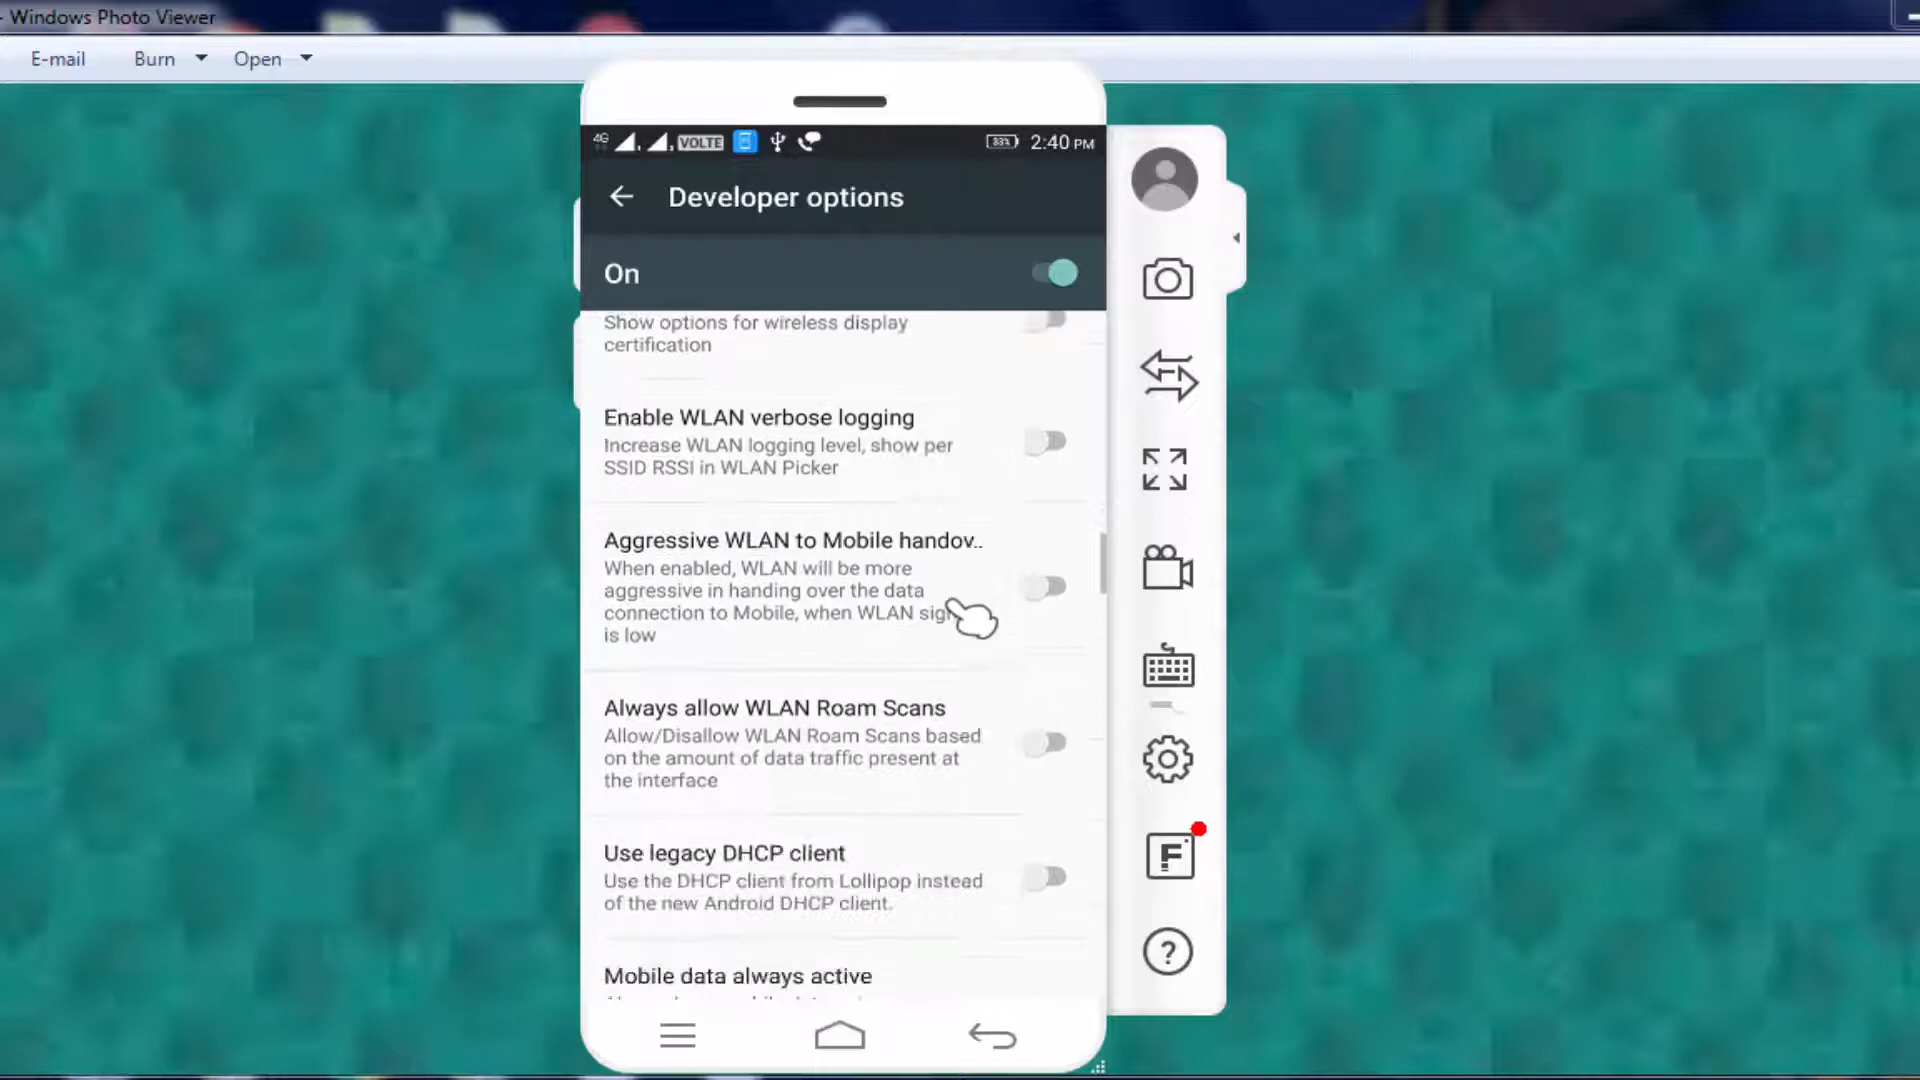 - Windows Photo Viewer
E-mail Burn Open
4G VOLTE 33% 2:40 PM
Developer options
On
Show options for wireless display
certification
Enable WLAN verbose logging
Increase WLAN logging level, show per
SSID RSSI in WLAN Picker
Aggressive WLAN to Mobile handov..
When enabled, WLAN will be more
aggressive in handing over the data
connection to Mobile, when WLAN sig
is low
Always allow WLAN Roam Scans
Allow/Disallow WLAN Roam Scans based
on the amount of data traffic present at
the interface
Use legacy DHCP client
Use the DHCP client from Lollipop instead
of the new Android DHCP client.
Mobile data always active
F
?